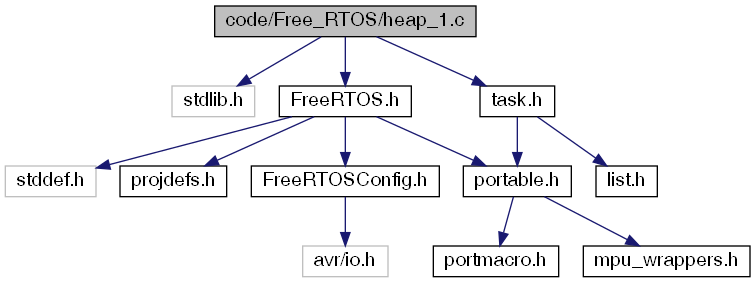 code/Free_RTOS/heap_1.c
stdlib.h
FreeRTOS.h
task.h
stddef.h
projdefs.h
FreeRTOSConfig.h
portable.h
list.h
avr/io.h
portmacro.h
mpu_wrappers.h